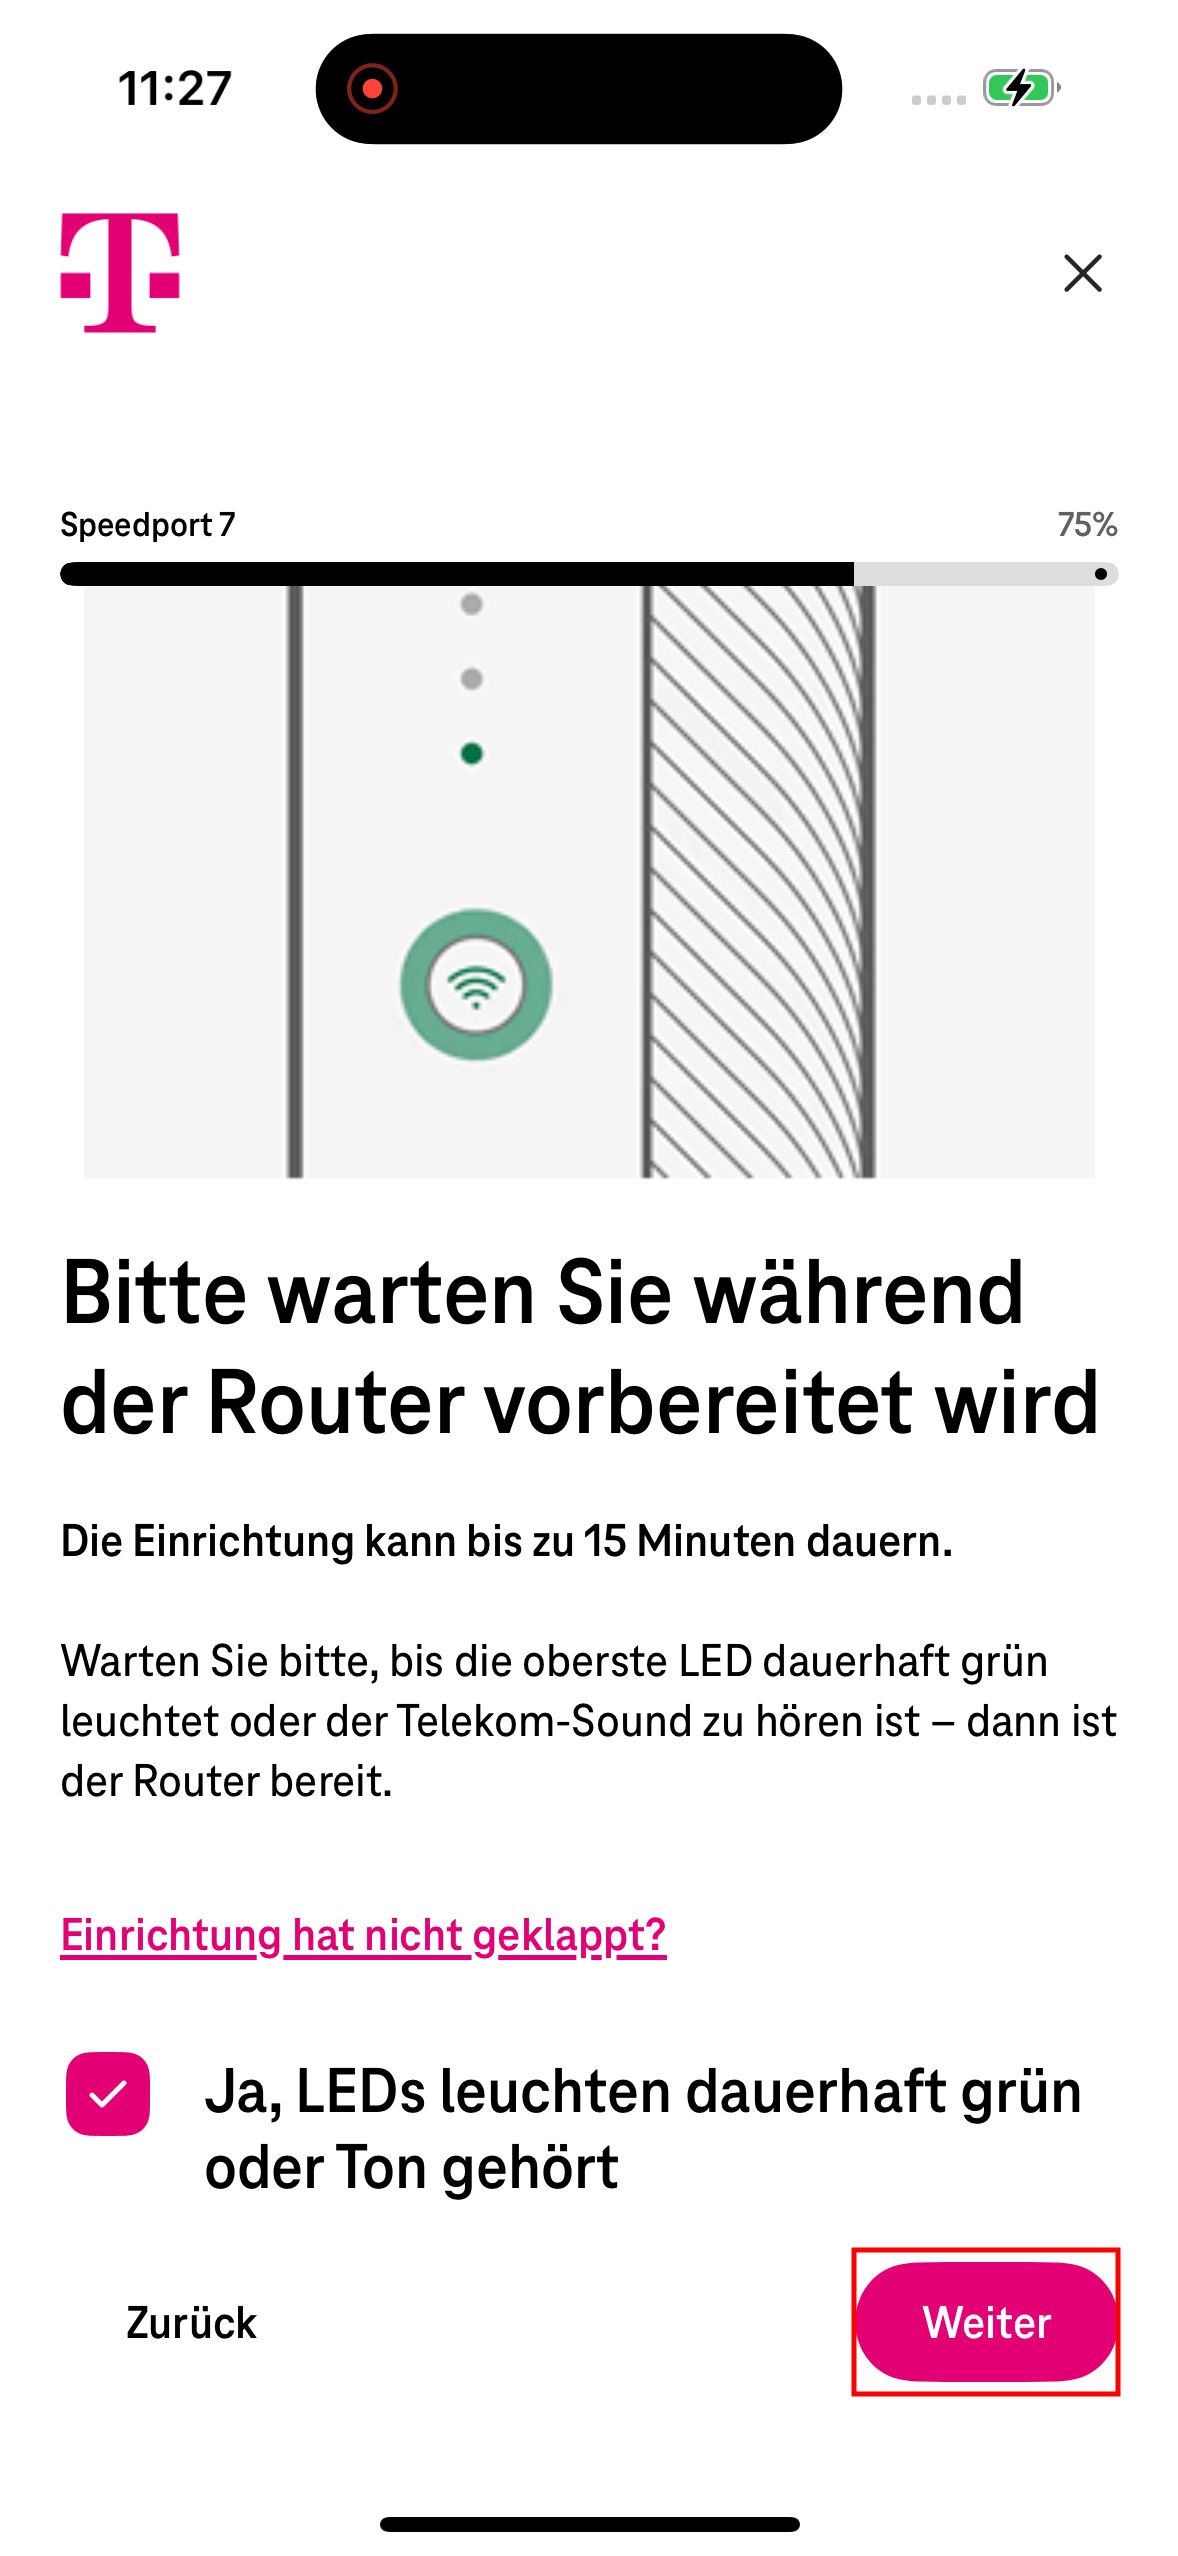 11:27
T
Speedport 7
75%
Bitte warten Sie während
der Router vorbereitet wird
Die Einrichtung kann bis zu 15 Minuten dauern.
Warten Sie bitte, bis die oberste LED dauerhaft grün
leuchtet oder der Telekom-Sound zu hören ist – dann ist
der Router bereit.
Einrichtung hat nicht geklappt?
Ja, LEDs leuchten dauerhaft grün
oder Ton gehört
Zurück
Weiter